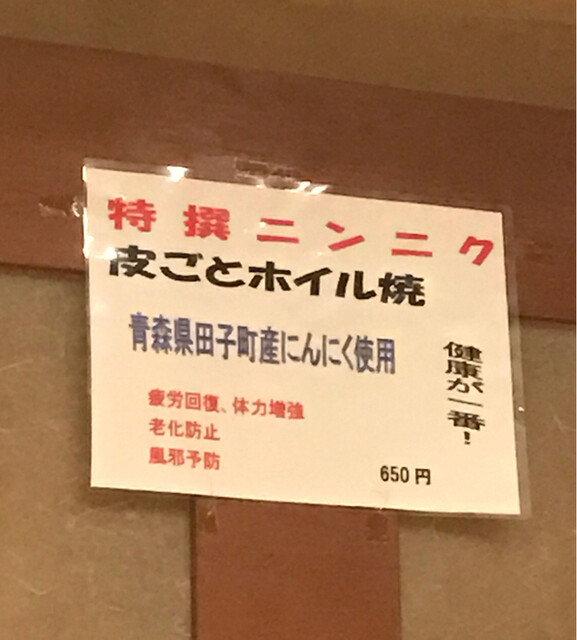 特撰ニンニク
皮ごとホイル焼
青森県田子町産にんにく使用
健康が一番!
疲労回復、体力増強
老化防止
風邪予防
650円